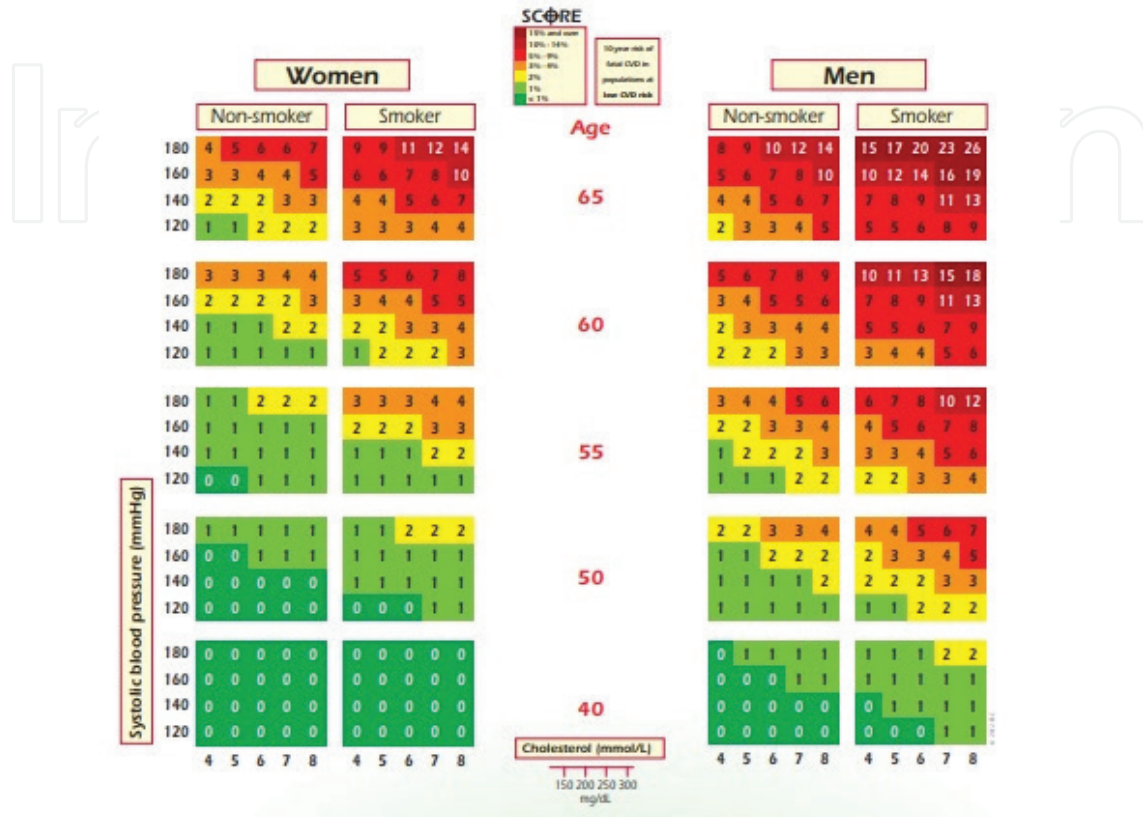 SCORE
15% and over
10% - 14%
5% - 9%
3% - 4%
2%
1%
< 1%
10 year risk of
fatal CVD in
populations at
low CVD risk
Women
Men
Non-smoker Smoker Age Non-smoker Smoker
180 4 5 6 6 7 9 9 11 12 14 8 9 10 12 14 15 17 20 23 26
160 3 3 4 4 5 6 6 7 8 10 5 6 7 8 10 10 12 14 16 19
65
140 2 2 2 3 3 4 4 5 6 7 4 4 5 6 7 7 8 9 11 13
120 1 1 2 2 2 3 3 3 4 4 2 3 3 4 5 5 5 6 8 9
180 3 3 3 4 4 5 5 6 7 8 5 6 7 8 9 10 11 13 15 18
160 2 2 2 2 3 3 4 4 5 5 3 4 5 5 6 7 8 9 11 13
60
140 1 1 1 2 2 2 2 3 3 4 2 3 3 4 4 5 5 6 7 9
120 1 1 1 1 1 1 2 2 2 3 2 2 2 3 3 3 4 4 5 6
180 1 1 2 2 2 3 3 3 4 4 3 4 4 5 6 6 7 8 10 12
160 1 1 1 1 1 2 2 2 3 3 2 2 3 3 4 4 5 6 7 8
55
140 1 1 1 1 1 1 1 1 2 2 1 2 2 2 3 3 3 4 5 6
120 0 0 1 1 1 1 1 1 1 1 1 1 1 2 2 2 2 3 3 4
180 1 1 1 1 1 1 1 2 2 2 2 2 3 3 4 4 4 5 6 7
160 0 0 1 1 1 1 1 1 1 1 1 1 2 2 2 2 3 3 4 5
50
140 0 0 0 0 0 1 1 1 1 1 1 1 1 1 2 2 2 2 3 3
120 0 0 0 0 0 0 0 0 1 1 1 1 1 1 1 1 1 2 2 2
180 0 0 0 0 0 0 0 0 0 0 0 1 1 1 1 1 1 1 2 2
160 0 0 0 0 0 0 0 0 0 0 0 0 0 1 1 1 1 1 1 1
140 0 0 0 0 0 0 0 0 0 0 0 0 0 0 0 0 1 1 1 1
40
120 0 0 0 0 0 0 0 0 0 0 0 0 0 0 0 0 0 0 1 1
4 5 6 7 8 4 5 6 7 8 4 5 6 7 8 4 5 6 7 8
Systolic blood pressure (mmHg)
Cholesterol (mmol/L)
150 200 250 300
mg/dL